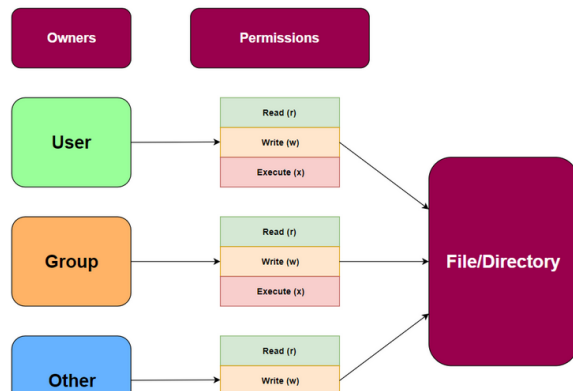 Owners
Permissions
User
Read (r)
Write (w)
Execute (x)
Group
Read (r)
Write (w)
Execute (x)
File/Directory
Other
Read (r)
Write (w)